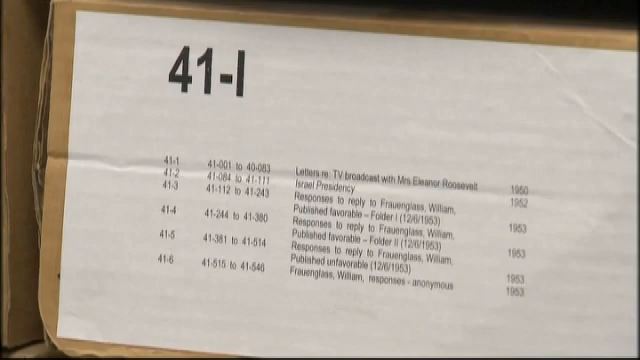 41-I
41-1 41-001 to 40-083 Letters re: TV broadcast with Mrs Eleanor Roosevelt 1950
41-2 41-084 to 41-111 Israel Presidency 1952
41-3 41-112 to 41-243 Responses to reply to Frauenglass, William,
Published favorable – Folder I (12/6/1953) 1953
41-4 41-244 to 41-380 Responses to reply to Frauenglass, William,
Published favorable – Folder II (12/6/1953) 1953
41-5 41-381 to 41-514 Responses to reply to Frauenglass, William,
Published unfavorable (12/6/1953) 1953
41-6 41-515 to 41-546 Frauenglass, William, responses - anonymous 1953